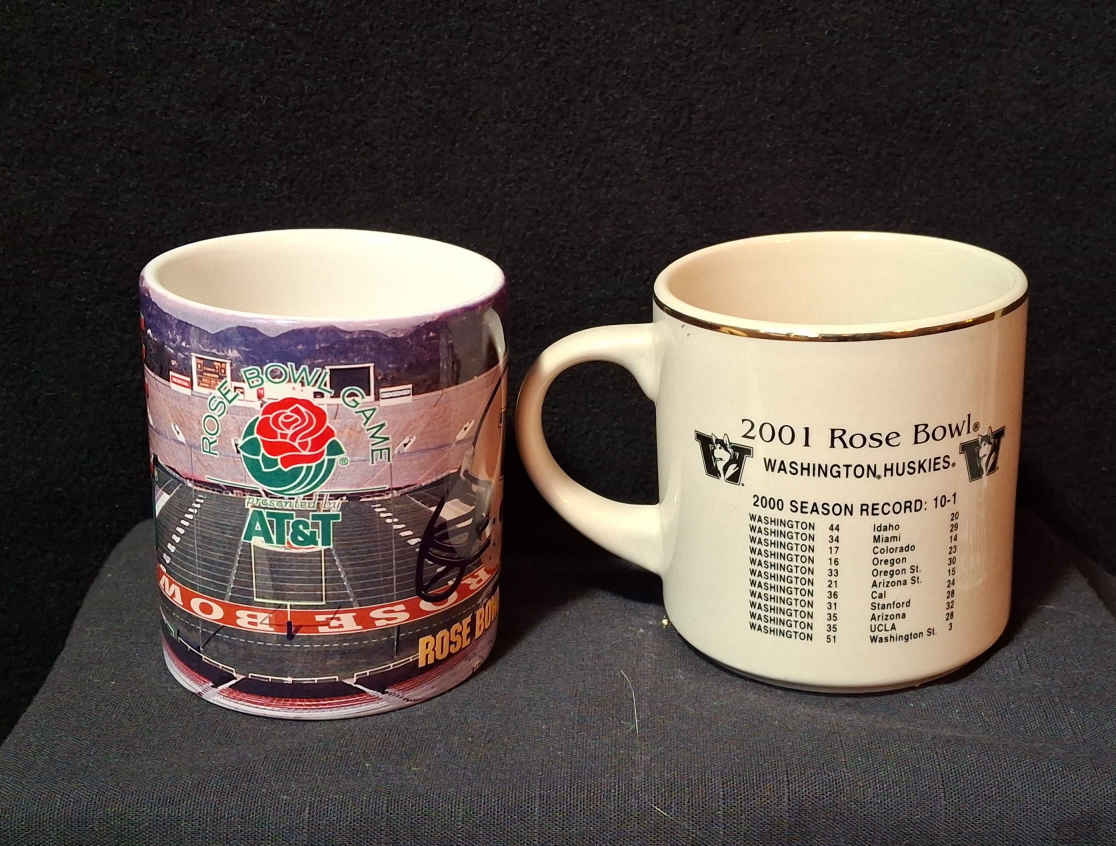 ROSE BOWL GAME
®
presented by
AT&T
ROSE BOWL
ROSE BOW
2001 Rose Bowl®
W W
WASHINGTON HUSKIES®
2000 SEASON RECORD: 10-1
WASHINGTON 44 Idaho 20
WASHINGTON 34 Miami 29
WASHINGTON 17 Colorado 14
WASHINGTON 16 Oregon 23
WASHINGTON 33 Oregon St. 30
WASHINGTON 21 Arizona St. 15
WASHINGTON 36 Cal 24
WASHINGTON 31 Stanford 28
WASHINGTON 35 Arizona 32
WASHINGTON 35 UCLA 28
WASHINGTON 51 Washington St. 3